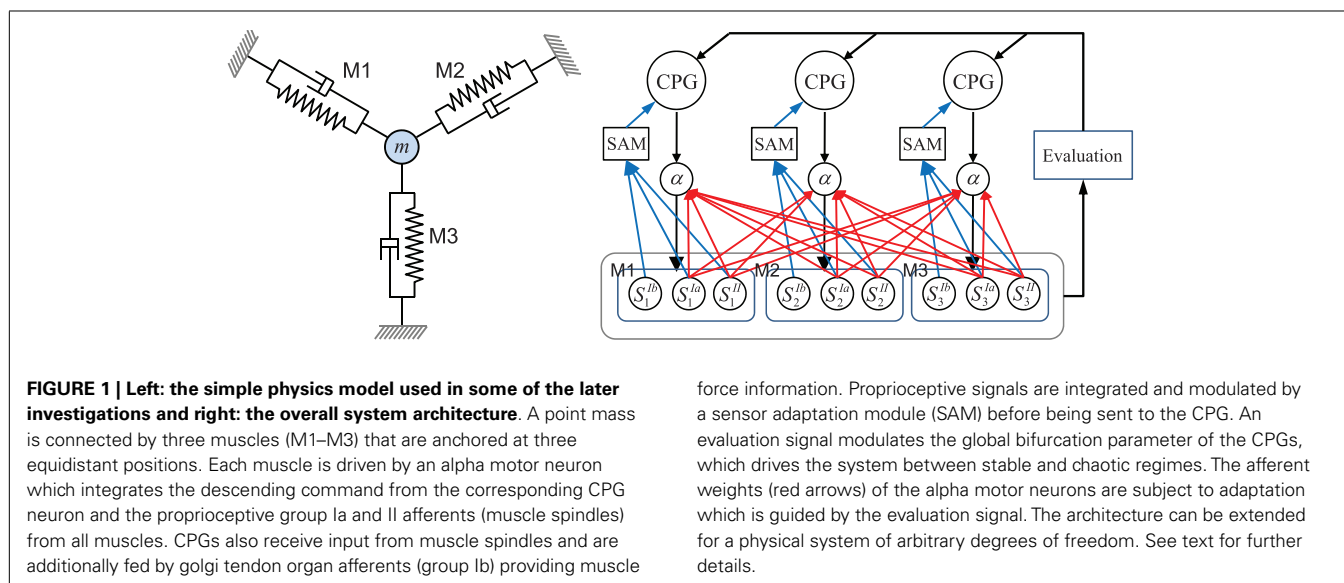 M1
M2
m
M3
CPG
CPG
CPG
SAM
SAM
SAM
Evaluation
α
α
α
M1
M2
M3
S₁ᴵᵇ
S₁ᴵᵃ
S₁ᴵᴵ
S₂ᴵᵇ
S₂ᴵᵃ
S₂ᴵᴵ
S₃ᴵᵇ
S₃ᴵᵃ
S₃ᴵᴵ
FIGURE 1 | Left: the simple physics model used in some of the later
investigations and right: the overall system architecture. A point mass
is connected by three muscles (M1–M3) that are anchored at three
equidistant positions. Each muscle is driven by an alpha motor neuron
which integrates the descending command from the corresponding CPG
neuron and the proprioceptive group Ia and II afferents (muscle spindles)
from all muscles. CPGs also receive input from muscle spindles and are
additionally fed by golgi tendon organ afferents (group Ib) providing muscle
force information. Proprioceptive signals are integrated and modulated by
a sensor adaptation module (SAM) before being sent to the CPG. An
evaluation signal modulates the global bifurcation parameter of the CPGs,
which drives the system between stable and chaotic regimes. The afferent
weights (red arrows) of the alpha motor neurons are subject to adaptation
which is guided by the evaluation signal. The architecture can be extended
for a physical system of arbitrary degrees of freedom. See text for further
details.